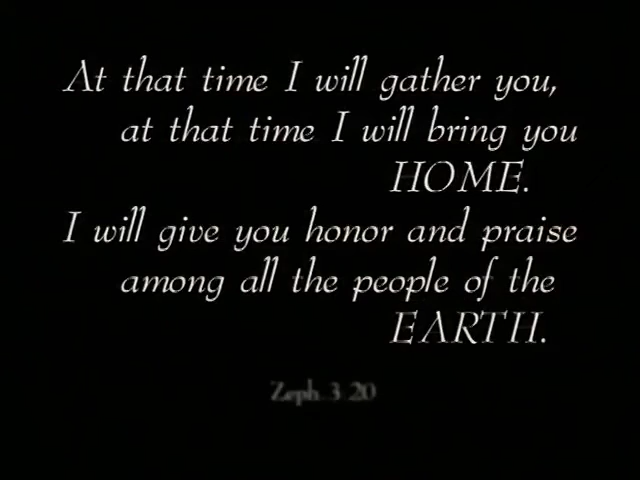 At that time I will gather you,
at that time I will bring you
HOME.
I will give you honor and praise
among all the people of the
EARTH.
Zeph. 3.20